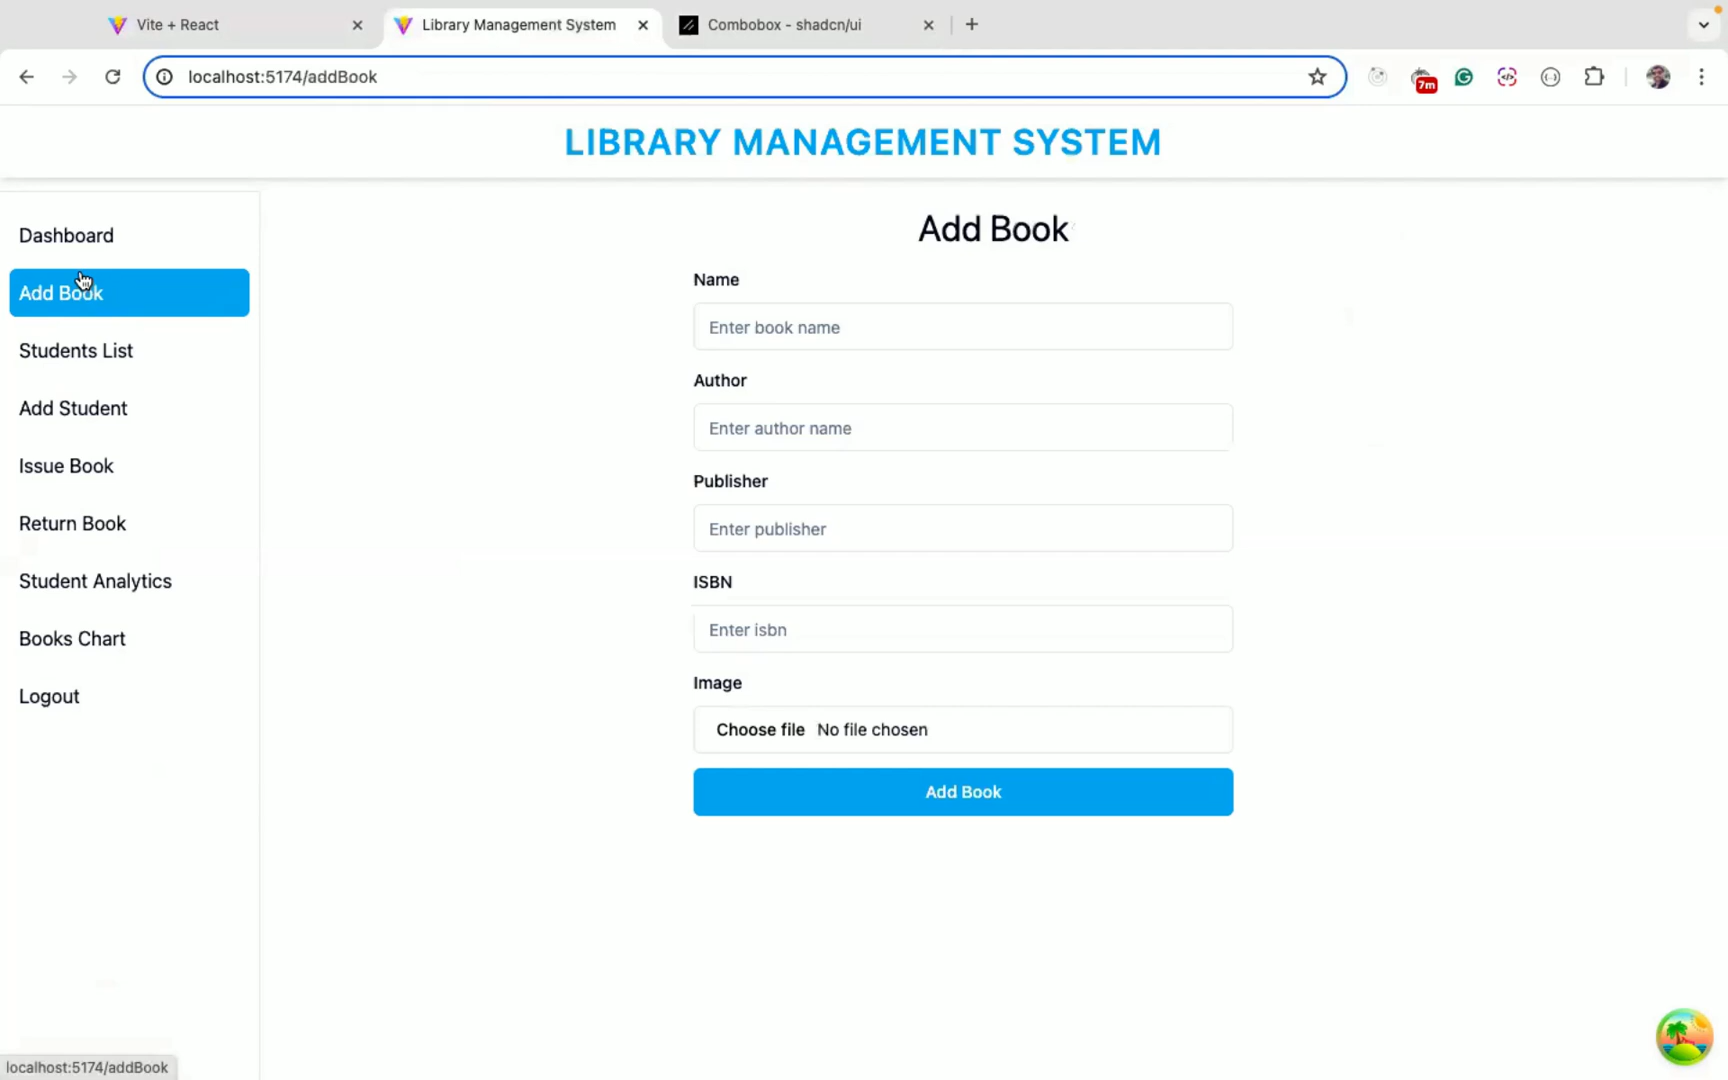 Vite + React
Library Management System
Combobox - shadcn/ui
localhost:5174/addBook
7m
LIBRARY MANAGEMENT SYSTEM
Dashboard
Add Book
Students List
Add Student
Issue Book
Return Book
Student Analytics
Books Chart
Logout
Add Book
Name
Enter book name
Author
Enter author name
Publisher
Enter publisher
ISBN
Enter isbn
Image
Choose file No file chosen
Add Book
localhost:5174/addBook